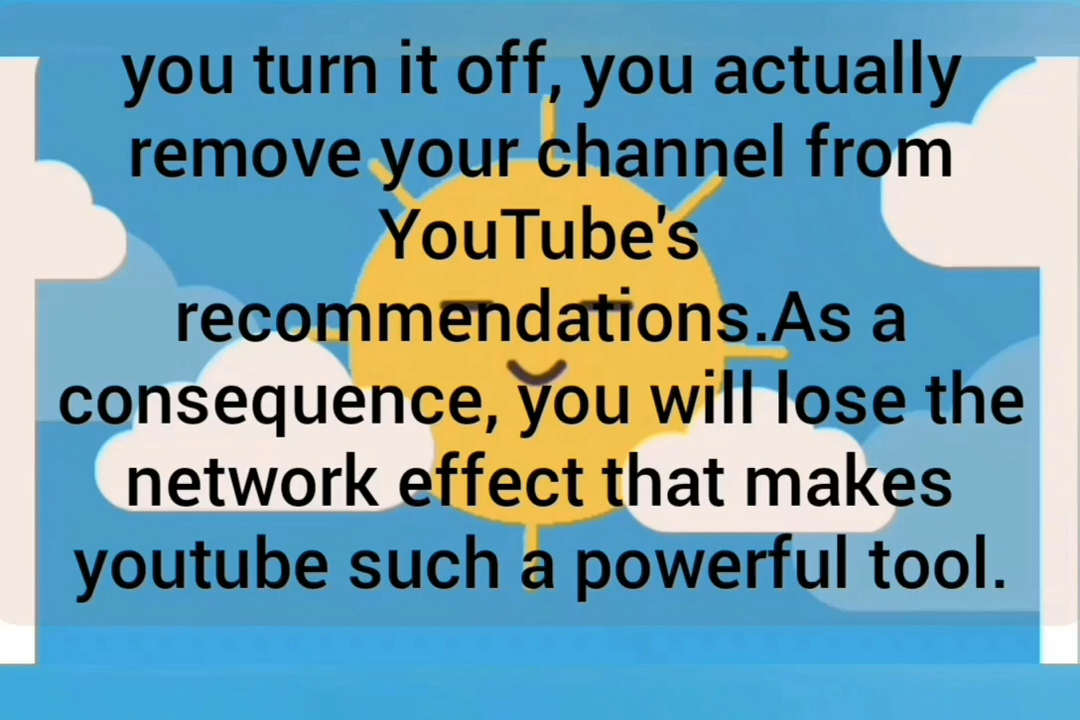 you turn it off, you actually
remove your channel from
YouTube's
recommendations.As a
consequence, you will lose the
network effect that makes
youtube such a powerful tool.